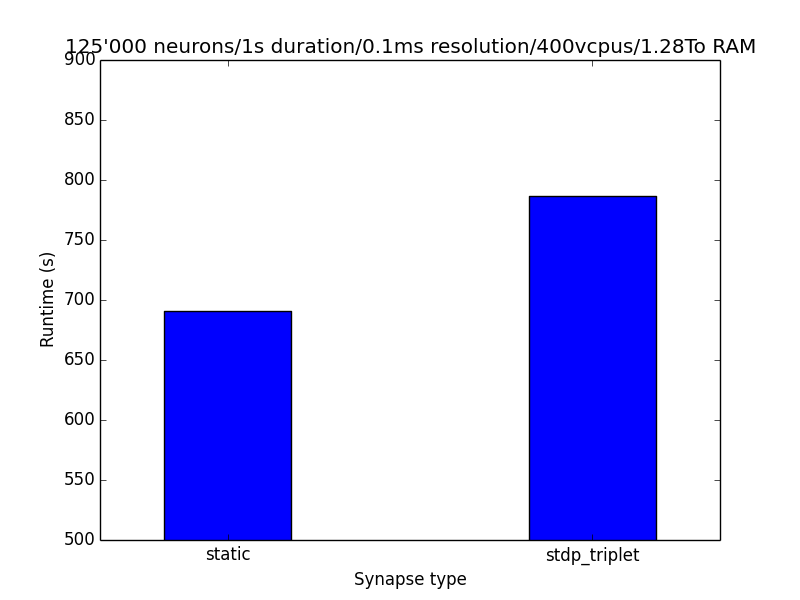 125'000 neurons/1s duration/0.1ms resolution/400vcpus/1.28To RAM
900
850
800
750
700
650
600
550
500
Runtime (s)
static stdp_triplet
Synapse type